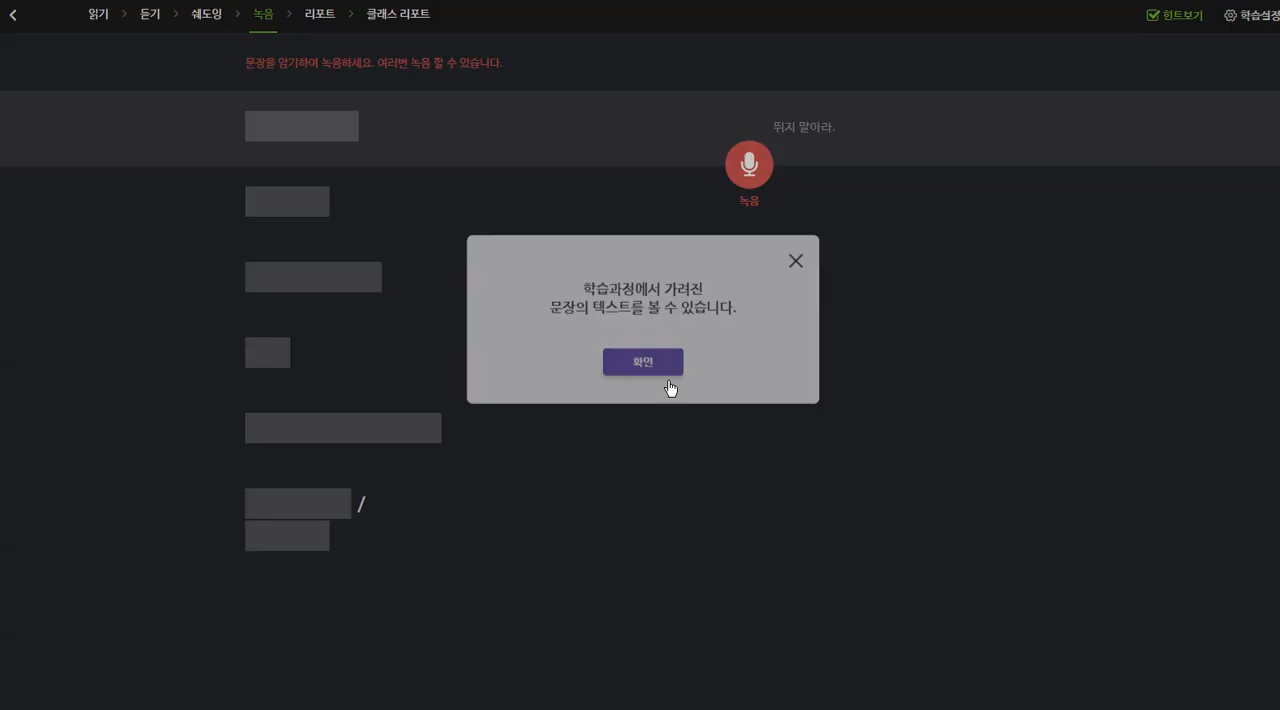 읽기 > 듣기 > 쉐도잉 > 녹음 > 리포트 > 클래스 리포트
힌트보기 학습설정
문장을 암기하여 녹음하세요. 여러번 녹음 할 수 있습니다.
뛰지 말아라.
녹음
학습과정에서 가려진
문장의 텍스트를 볼 수 있습니다.
확인
/